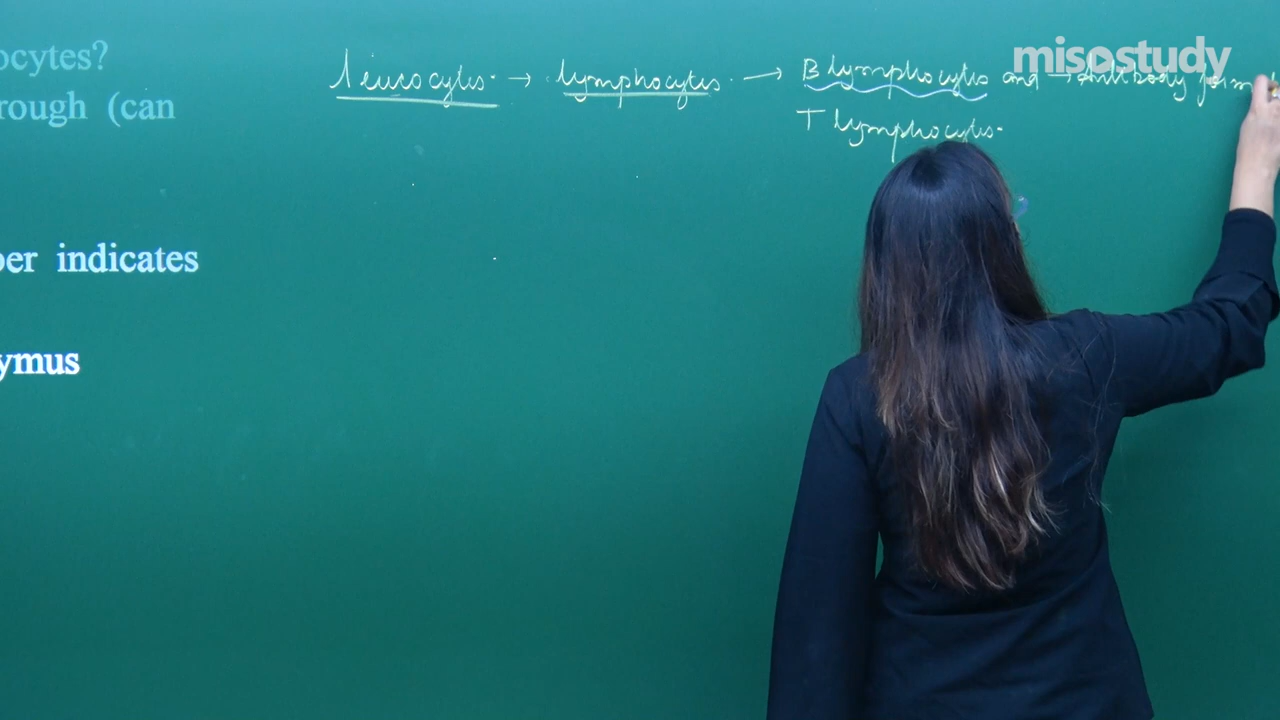 ocytes?
rough (can
ber indicates
ymus
leucocytes. → lymphocytes. → B lymphocytes and → Antibody form
T lymphocytes.
misostudy